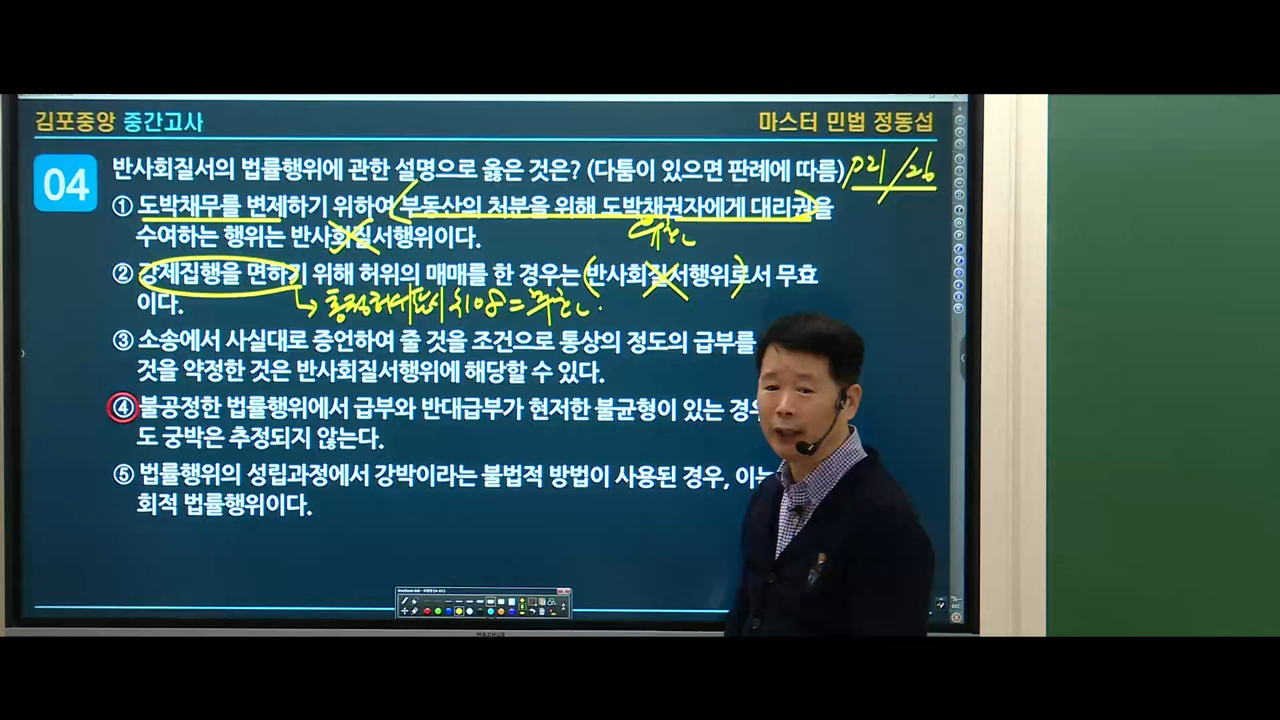 김포중앙 중간고사
마스터 민법 정동섭
04
반사회질서의 법률행위에 관한 설명으로 옳은 것은? (다툼이 있으면 판례에 따름) p21/26
① 도박채무를 변제하기 위하여 부동산의 처분을 위해 도박채권자에게 대리권을
수여하는 행위는 반사회질서행위이다. 유효
② 강제집행을 면하기 위해 허위의 매매를 한 경우는 (반사회질서행위로)서 무효
이다.
③ 소송에서 사실대로 증언하여 줄 것을 조건으로 통상의 정도의 급부를
것을 약정한 것은 반사회질서행위에 해당할 수 있다.
④ 불공정한 법률행위에서 급부와 반대급부가 현저한 불균형이 있는 경우
도 궁박은 추정되지 않는다.
⑤ 법률행위의 성립과정에서 강박이라는 불법적 방법이 사용된 경우, 이는
회적 법률행위이다.
MAXHUB